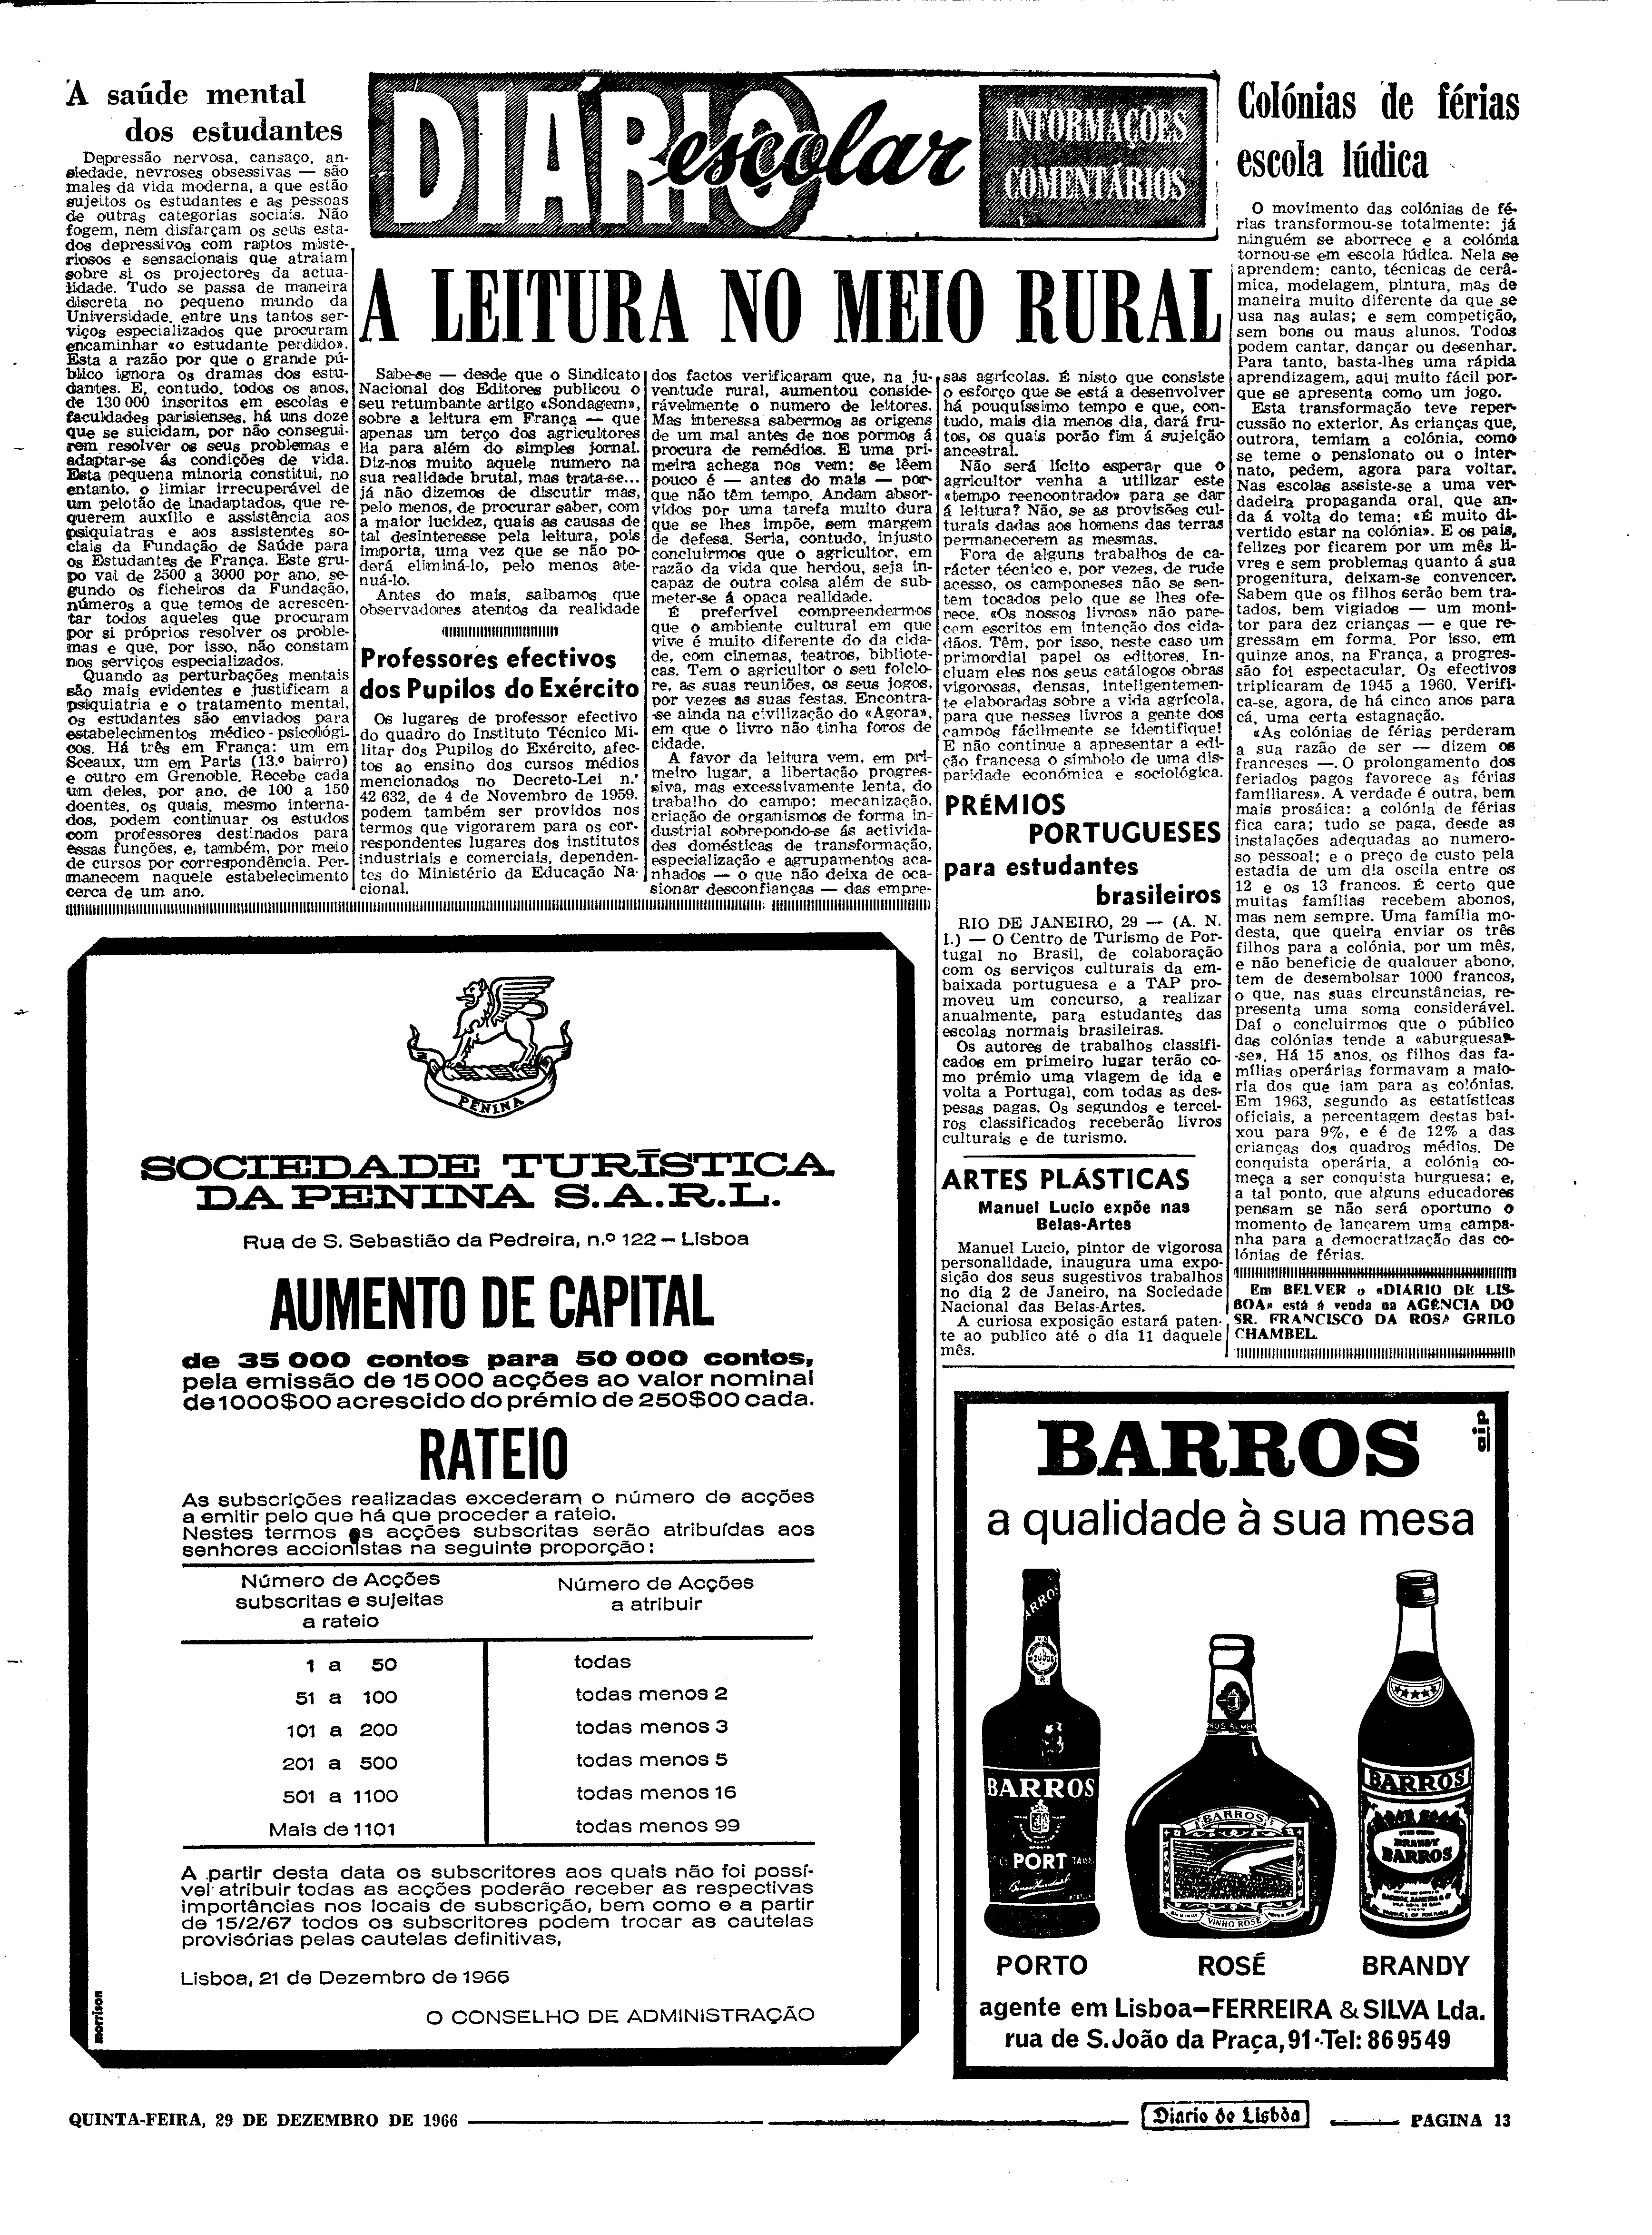 A saúde mental
dos estudantes
Depressão nervosa, cansaço, an-
siedade, nevroses obsessivas — são
males da vida moderna, a que estão
sujeitos os estudantes e as pessoas
de outras categorias sociais. Não
fogem, nem disfarçam os seus esta-
dos depressivos com raptos miste-
riosos e sensacionais que atraiam
sobre si os projectores da actua-
lidade. Tudo se passa de maneira
discreta no pequeno mundo da
Universidade, entre uns tantos ser-
viços especializados que procuram
encaminhar «o estudante perdido».
Esta a razão por que o grande pú-
blico ignora os dramas dos estu-
dantes. E, contudo, todos os anos,
de 130 000 inscritos em escolas e
faculdades parisienses, há uns doze
que se suicidam, por não consegui-
rem resolver os seus problemas e
adaptar-se ás condições de vida.
Esta pequena minoria constitui, no
entanto, o limiar irrecuperável de
um pelotão de inadaptados, que re-
querem auxílio e assistência aos
psiquiatras e aos assistentes so-
ciais da Fundação de Saúde para
os Estudantes de França. Este gru-
po vai de 2500 a 3000 por ano, se-
gundo os ficheiros da Fundação,
números a que temos de acrescen-
tar todos aqueles que procuram
por si próprios resolver os proble-
mas e que, por isso, não constam
nos serviços especializados.
Quando as perturbações mentais
são mais evidentes e justificam a
psiquiatria e o tratamento mental,
os estudantes são enviados para
estabelecimentos médico-psicológi-
cos. Há três em França: um em
Sceaux, um em Paris (13.º bairro)
e outro em Grenoble. Recebe cada
um deles, por ano, de 100 a 150
doentes, os quais, mesmo interna-
dos, podem continuar os estudos
com professores destinados para
essas funções, e, também, por meio
de cursos por correspondência. Per-
manecem naquele estabelecimento
cerca de um ano.
DIÁRIO escolar
INFORMAÇÕES
COMENTÁRIOS
A LEITURA NO MEIO RURAL
Sabe-se — desde que o Sindicato
Nacional dos Editores publicou o
seu retumbante artigo «Sondagem»,
sobre a leitura em França — que
apenas um terço dos agricultores
lia para além do simples jornal.
Diz-nos muito aquele numero na
sua realidade brutal, mas trata-se...
já não dizemos de discutir mas,
pelo menos, de procurar saber, com
a maior lucidez, quais as causas de
tal desinteresse pela leitura, pois
importa, uma vez que se não po-
derá eliminá-lo, pelo menos ate-
nuá-lo.
Antes do mais, saibamos que
observadores atentos da realidade
dos factos verificaram que, na ju-
ventude rural, aumentou conside-
rávelmente o numero de leitores.
Mas interessa sabermos as origens
de um mal antes de nos pormos á
procura de remédios. E uma pri-
meira achega nos vem: se lêem
pouco é — antes do mais — por-
que não têm tempo. Andam absor-
vidos por uma tarefa muito dura
que se lhes impõe, sem margem
de defesa. Seria, contudo, injusto
concluirmos que o agricultor, em
razão da vida que herdou, seja in-
capaz de outra coisa além de sub-
meter-se á opaca realidade.
É preferível compreendermos
que o ambiente cultural em que
vive é muito diferente do da cida-
de, com cinemas, teatros, bibliote-
cas. Tem o agricultor o seu folclo-
re, as suas reuniões, os seus jogos,
por vezes as suas festas. Encontra-
-se ainda na civilização do «Agora»,
em que o livro não tinha foros de
cidade.
A favor da leitura vem, em pri-
meiro lugar, a libertação progres-
siva, mas excessivamente lenta, do
trabalho do campo: mecanização,
criação de organismos de forma in-
dustrial sobrepondo-se ás activida-
des domésticas de transformação,
especialização e agrupamentos aca-
nhados — o que não deixa de oca-
sionar desconfianças — das empre-
sas agrícolas. É nisto que consiste
o esforço que se está a desenvolver
há pouquíssimo tempo e que, con-
tudo, mais dia menos dia, dará fru-
tos, os quais porão fim á sujeição
ancestral.
Não será lícito esperar que o
agricultor venha a utilizar este
«tempo reencontrado» para se dar
á leitura? Não, se as provisões cul-
turais dadas aos homens das terras
permanecerem as mesmas.
Fora de alguns trabalhos de ca-
rácter técnico e, por vezes, de rude
acesso, os camponeses não se sen-
tem tocados pelo que se lhes ofe-
rece. «Os nossos livros» não pare-
cem escritos em intenção dos cida-
dãos. Têm, por isso, neste caso um
primordial papel os editores. In-
cluam eles nos seus catálogos obras
vigorosas, densas, inteligentemen-
te elaboradas sobre a vida agrícola,
para que nesses livros a gente dos
campos fàcilmente se identifique!
E não continue a apresentar a edi-
ção francesa o símbolo de uma dis-
paridade económica e sociológica.
Professores efectivos
dos Pupilos do Exército
Os lugares de professor efectivo
do quadro do Instituto Técnico Mi-
litar dos Pupilos do Exército, afec-
tos ao ensino dos cursos médios
mencionados no Decreto-Lei n.º
42 632, de 4 de Novembro de 1959,
podem também ser providos nos
termos que vigorarem para os cor-
respondentes lugares dos institutos
industriais e comerciais, dependen-
tes do Ministério da Educação Na-
cional.
PRÉMIOS
PORTUGUESES
para estudantes
brasileiros
RIO DE JANEIRO, 29 — (A. N.
I.) — O Centro de Turismo de Por-
tugal no Brasil, de colaboração
com os serviços culturais da em-
baixada portuguesa e a TAP pro-
moveu um concurso, a realizar
anualmente, para estudantes das
escolas normais brasileiras.
Os autores de trabalhos classifi-
cados em primeiro lugar terão co-
mo prémio uma viagem de ida e
volta a Portugal, com todas as des-
pesas pagas. Os segundos e tercei-
ros classificados receberão livros
culturais e de turismo.
ARTES PLÁSTICAS
Manuel Lucio expõe nas
Belas-Artes
Manuel Lucio, pintor de vigorosa
personalidade, inaugura uma expo-
sição dos seus sugestivos trabalhos
no dia 2 de Janeiro, na Sociedade
Nacional das Belas-Artes.
A curiosa exposição estará paten-
te ao publico até o dia 11 daquele
mês.
Colónias de férias
escola lúdica
O movimento das colónias de fé-
rias transformou-se totalmente: já
ninguém se aborrece e a colónia
tornou-se em escola lúdica. Nela se
aprendem: canto, técnicas de cerâ-
mica, modelagem, pintura, mas de
maneira muito diferente da que se
usa nas aulas; e sem competição,
sem bons ou maus alunos. Todos
podem cantar, dançar ou desenhar.
Para tanto, basta-lhes uma rápida
aprendizagem, aqui muito fácil por-
que se apresenta como um jogo.
Esta transformação teve reper-
cussão no exterior. As crianças que,
outrora, temiam a colónia, como
se teme o pensionato ou o inter-
nato, pedem, agora para voltar.
Nas escolas assiste-se a uma ver-
dadeira propaganda oral, que an-
da á volta do tema: «É muito di-
vertido estar na colónia». E os pais,
felizes por ficarem por um mês li-
vres e sem problemas quanto á sua
progenitura, deixam-se convencer.
Sabem que os filhos serão bem tra-
tados, bem vigiados — um moni-
tor para dez crianças — e que re-
gressam em forma. Por isso, em
quinze anos, na França, a progres-
são foi espectacular. Os efectivos
triplicaram de 1945 a 1960. Verifi-
ca-se, agora, de há cinco anos para
cá, uma certa estagnação.
«As colónias de férias perderam
a sua razão de ser — dizem os
franceses —. O prolongamento dos
feriados pagos favorece as férias
familiares». A verdade é outra, bem
mais prosáica: a colónia de férias
fica cara; tudo se paga, desde as
instalações adequadas ao numero-
so pessoal; e o preço de custo pela
estadia de um dia oscila entre os
12 e os 13 francos. É certo que
muitas famílias recebem abonos,
mas nem sempre. Uma família mo-
desta, que queira enviar os três
filhos para a colónia, por um mês,
e não beneficie de qualquer abono,
tem de desembolsar 1000 francos,
o que, nas suas circunstâncias, re-
presenta uma soma considerável.
Daí o concluirmos que o público
das colónias tende a «aburguesar-
-se». Há 15 anos, os filhos das fa-
mílias operárias formavam a maio-
ria dos que iam para as colónias.
Em 1963, segundo as estatísticas
oficiais, a percentagem destas bai-
xou para 9%, e é de 12% a das
crianças dos quadros médios. De
conquista operária, a colónia co-
meça a ser conquista burguesa; e,
a tal ponto, que alguns educadores
pensam se não será oportuno o
momento de lançarem uma campa-
nha para a democratização das co-
lónias de férias.
Em BELVER o «DIARIO DE LIS-
BOA» está á venda na AGÊNCIA DO
SR. FRANCISCO DA ROSA GRILO
CHAMBEL
PENINA
SOCIEDADE TURÍSTICA
DA PENINA S.A.R.L.
Rua de S. Sebastião da Pedreira, n.º 122 – Lisboa
AUMENTO DE CAPITAL
de 35 000 contos para 50 000 contos,
pela emissão de 15 000 acções ao valor nominal
de 1000$00 acrescido do prémio de 250$00 cada.
RATEIO
As subscrições realizadas excederam o número de acções
a emitir pelo que há que proceder a rateio.
Nestes termos as acções subscritas serão atribuídas aos
senhores accionistas na seguinte proporção:
Número de Acções
subscritas e sujeitas
a rateio
Número de Acções
a atribuir
1 a 50 todas
51 a 100 todas menos 2
101 a 200 todas menos 3
201 a 500 todas menos 5
501 a 1100 todas menos 16
Mais de 1101 todas menos 99
A partir desta data os subscritores aos quais não foi possí-
vel atribuir todas as acções poderão receber as respectivas
importâncias nos locais de subscrição, bem como e a partir
de 15/2/67 todos os subscritores podem trocar as cautelas
provisórias pelas cautelas definitivas,
Lisboa, 21 de Dezembro de 1966
O CONSELHO DE ADMINISTRAÇÃO
morrison
BARROS
aip
a qualidade à sua mesa
BARROS
BARROS
PORT
BARROS
VINHO ROSÉ
BARROS
BRANDY
BARROS
PORTO
ROSÉ
BRANDY
agente em Lisboa–FERREIRA & SILVA Lda.
rua de S. João da Praça, 91·Tel: 869549
QUINTA-FEIRA, 29 DE DEZEMBRO DE 1966
Diario de Lisbôa
PAGINA 13